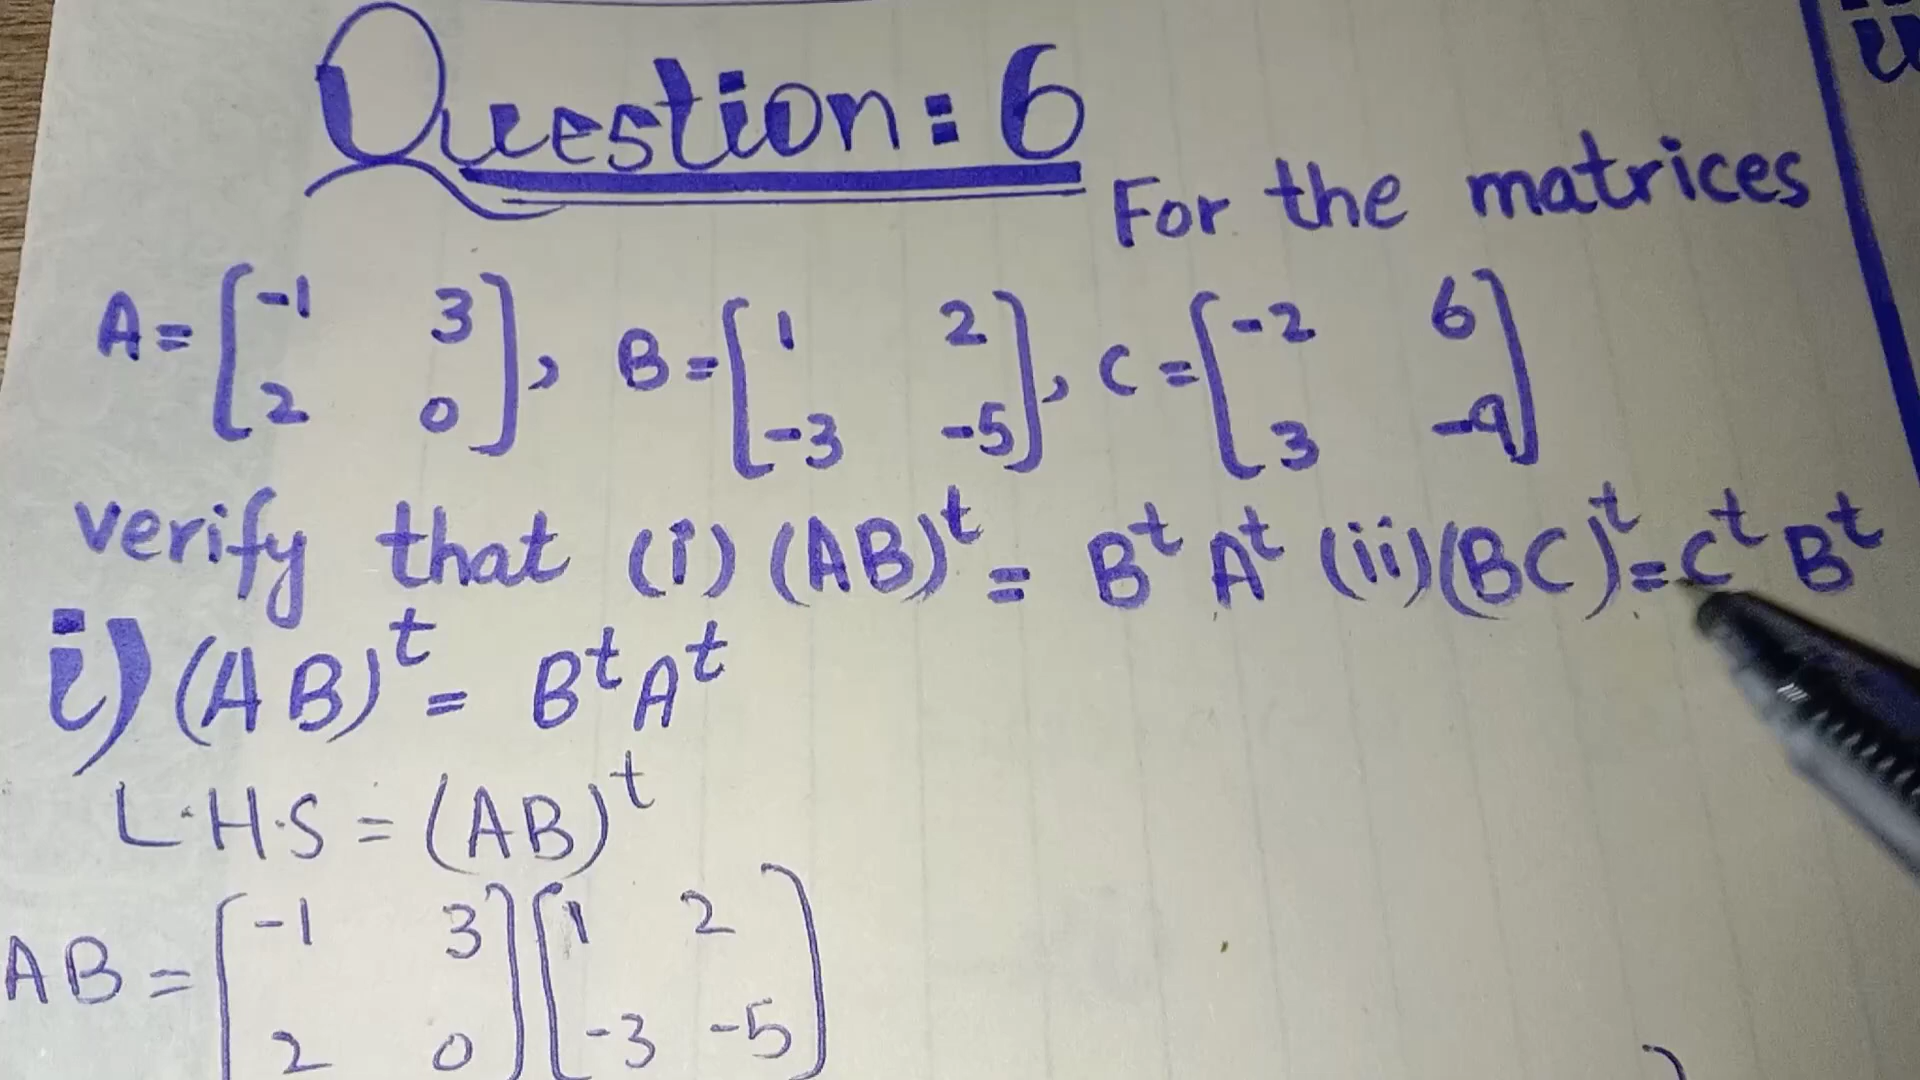 Question: 6
For the matrices
A = [-1 3 2 0], B = [1 2 -3 -5], C = [-2 6 3 -9]
verify that (i) (AB)^t = B^t A^t (ii) (BC)^t = C^t B^t
i) (AB)^t = B^t A^t
L.H.S = (AB)^t
AB = [-1 3 2 0] [1 2 -3 -5]